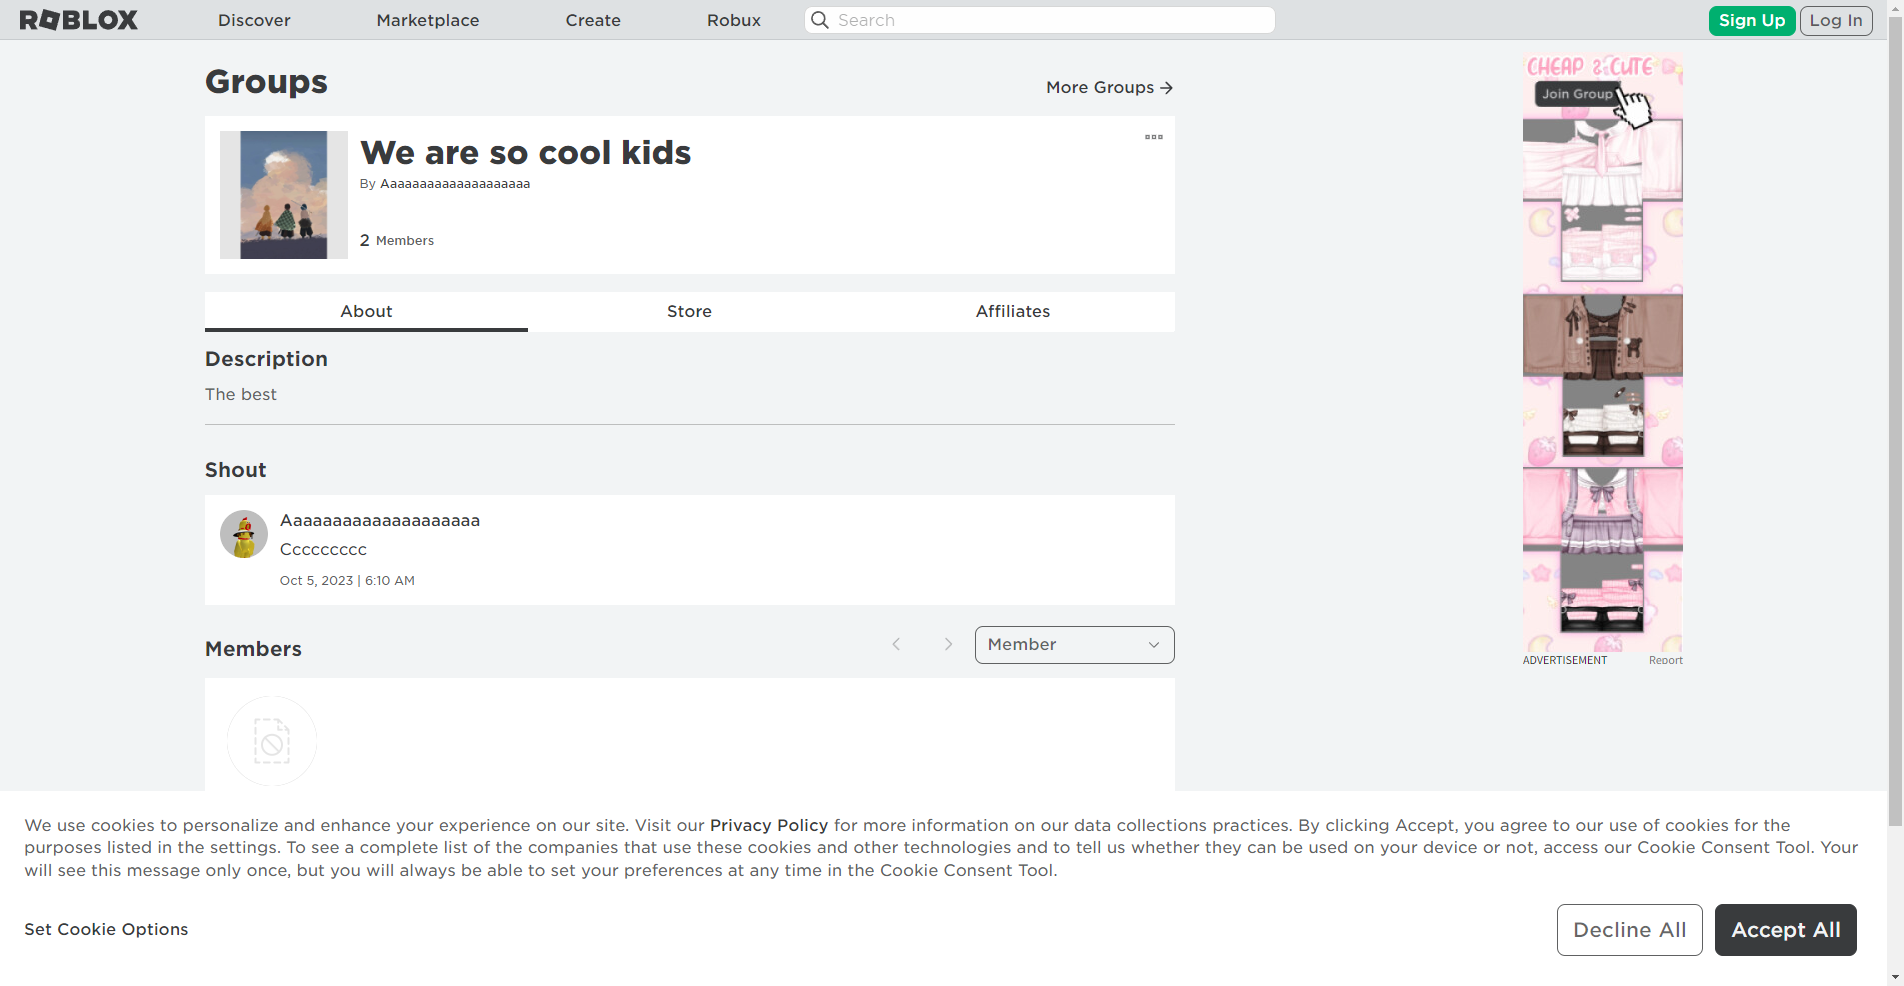 ROBLOX
Discover
Marketplace
Create
Robux
Search
Sign Up
Log In
Groups
More Groups
We are so cool kids
By Aaaaaaaaaaaaaaaaaaaa
2 Members
About
Store
Affiliates
Description
The best
Shout
Aaaaaaaaaaaaaaaaaaaa
Cccccccccc
Oct 5, 2023 | 6:10 AM
Members
Member
CHEAP & CUTE
Join Group
ADVERTISEMENT
Report
We use cookies to personalize and enhance your experience on our site. Visit our Privacy Policy for more information on our data collections practices. By clicking Accept, you agree to our use of cookies for the
purposes listed in the settings. To see a complete list of the companies that use these cookies and other technologies and to tell us whether they can be used on your device or not, access our Cookie Consent Tool. Your
will see this message only once, but you will always be able to set your preferences at any time in the Cookie Consent Tool.
Set Cookie Options
Decline All
Accept All